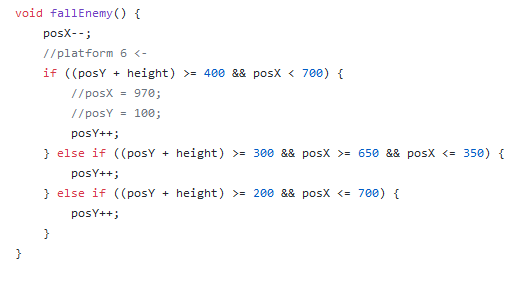 void fallEnemy() {
    posX--;
    //platform 6 <-
    if ((posY + height) >= 400 && posX < 700) {
        //posX = 970;
        //posY = 100;
        posY++;
    } else if ((posY + height) >= 300 && posX >= 650 && posX <= 350) {
        posY++;
    } else if ((posY + height) >= 200 && posX <= 700) {
        posY++;
    }
}